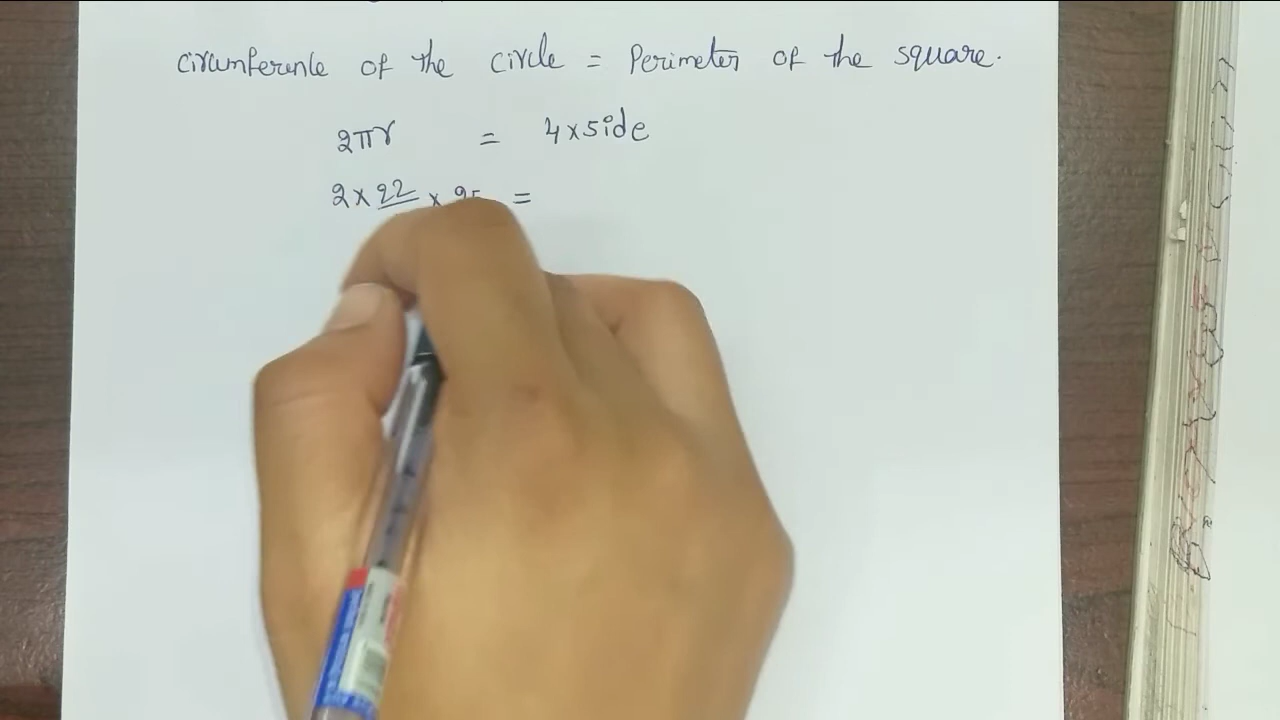 circumference of the circle = Perimeter of the square.
2πr = 4×side
2 × 22 × =